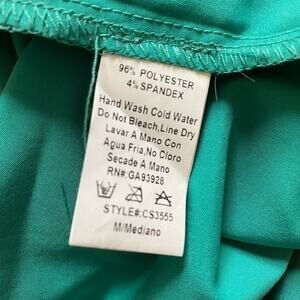 96% POLYESTER
4% SPANDEX
Hand Wash Cold Water
Do Not Bleach,Line Dry
Lavar A Mano Con
Agua Fria,No Cloro
Secade A Mano
RN#:GA93928
STYLE#:CS3555
M/Mediano